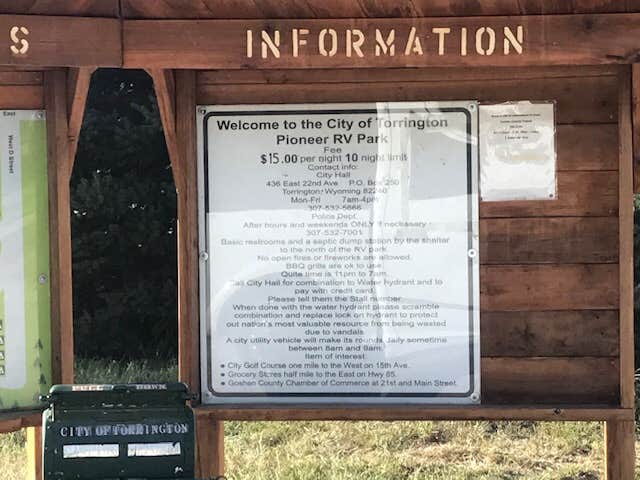 S
INFORMATION
East
West D Street
Welcome to the City of Torrington
Pioneer RV Park
Fee
$15.00 per night 10 night limit
Contact info:
City Hall
436 East 22nd Ave P.O. Box 250
Torrington, Wyoming 82240
Mon-Fri 7am-4pm
307-532-5666
Police Dept.
After hours and weekends ONLY if necessary -
307-532-7001
Basic restrooms and a septic dump station by the shelter
to the north of the RV park.
No open fires or fireworks are allowed.
BBQ grills are ok to use.
Quite time is 11pm to 7am.
Call City Hall for combination to Water hydrant and to
pay with credit card.
Please tell them the Stall number.
When done with the water hydrant please scramble
combination and replace lock on hydrant to protect
out nation's most valuable resource from being wasted
due to vandals.
A city utility vehicle will make its rounds daily sometime
between 8am and 9am.
Item of interest.
• City Golf Course one mile to the West on 15th Ave.
• Grocery Stores half mile to the East on Hwy 85.
• Goshen County Chamber of Commerce at 21st and Main Street.
CITY OF TORRINGTON